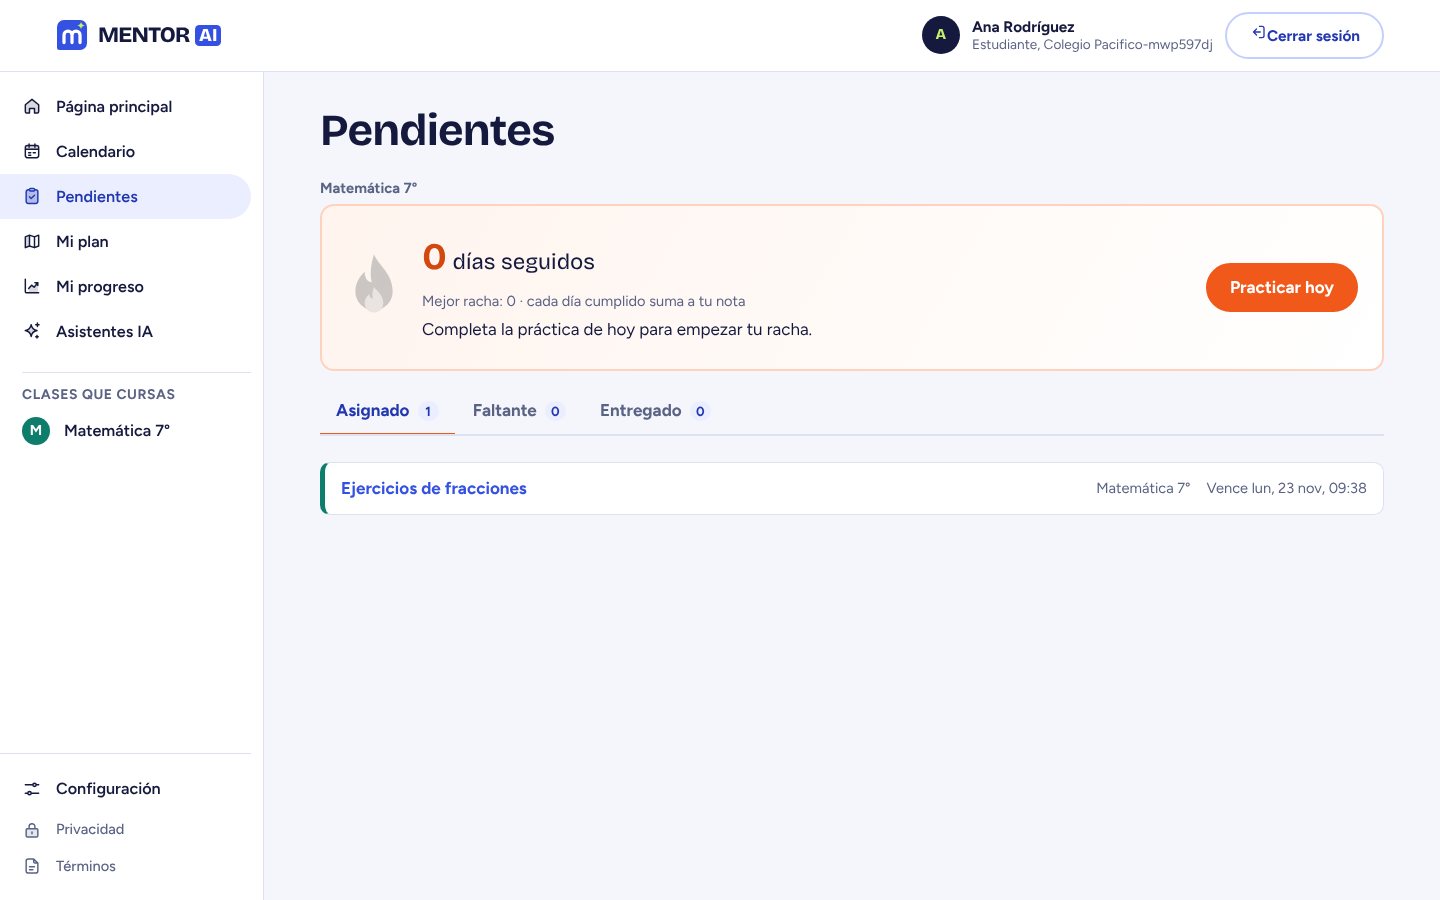 MENTOR AI
A
Ana Rodríguez
Estudiante, Colegio Pacifico-mwp597dj
Cerrar sesión
Página principal
Calendario
Pendientes
Mi plan
Mi progreso
Asistentes IA
CLASES QUE CURSAS
M Matemática 7°
Configuración
Privacidad
Términos
Pendientes
Matemática 7°
0 días seguidos
Mejor racha: 0 · cada día cumplido suma a tu nota
Completa la práctica de hoy para empezar tu racha.
Practicar hoy
Asignado 1 Faltante 0 Entregado 0
Ejercicios de fracciones Matemática 7° Vence lun, 23 nov, 09:38